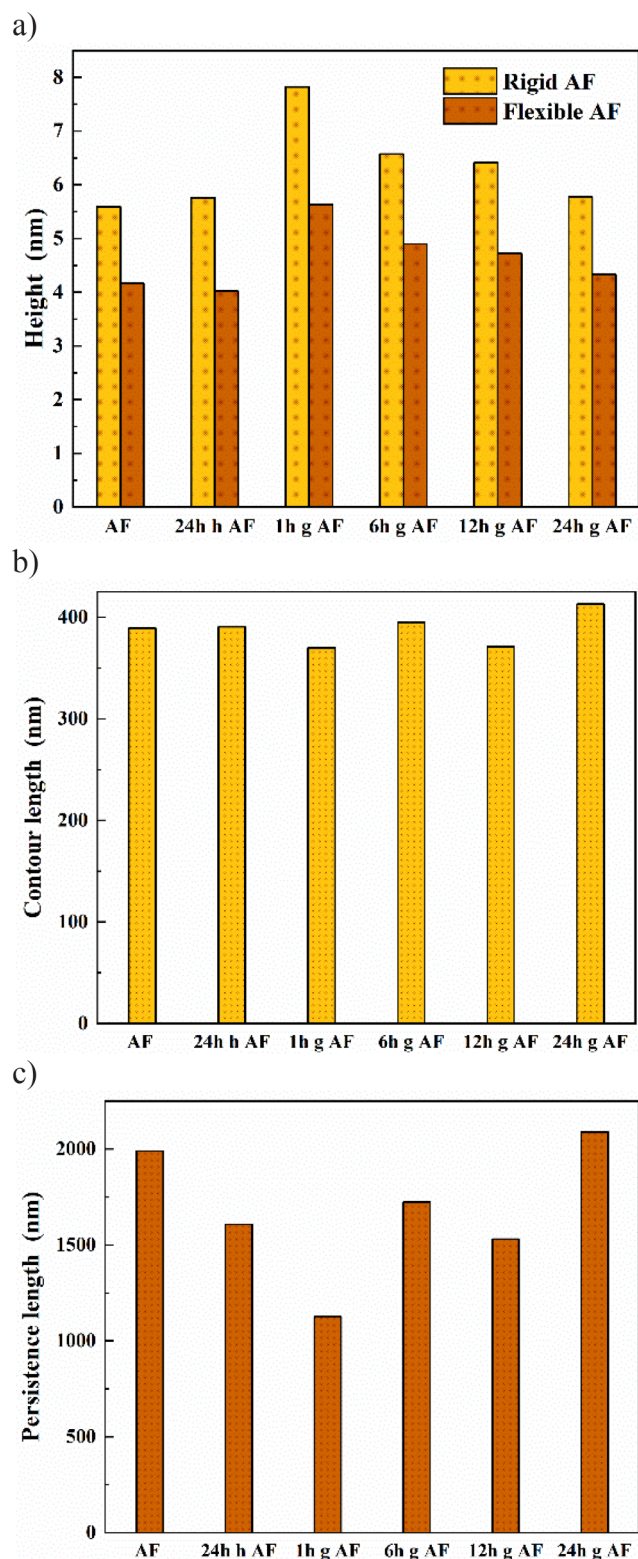 a)
Height (nm)
8
7
6
5
4
3
2
1
0
Rigid AF
Flexible AF
AF 24h h AF 1h g AF 6h g AF 12h g AF 24h g AF
b)
Contour length (nm)
400
300
200
100
0
AF 24h h AF 1h g AF 6h g AF 12h g AF 24h g AF
c)
Persistence length (nm)
2000
1500
1000
500
0
AF 24h h AF 1h g AF 6h g AF 12h g AF 24h g AF